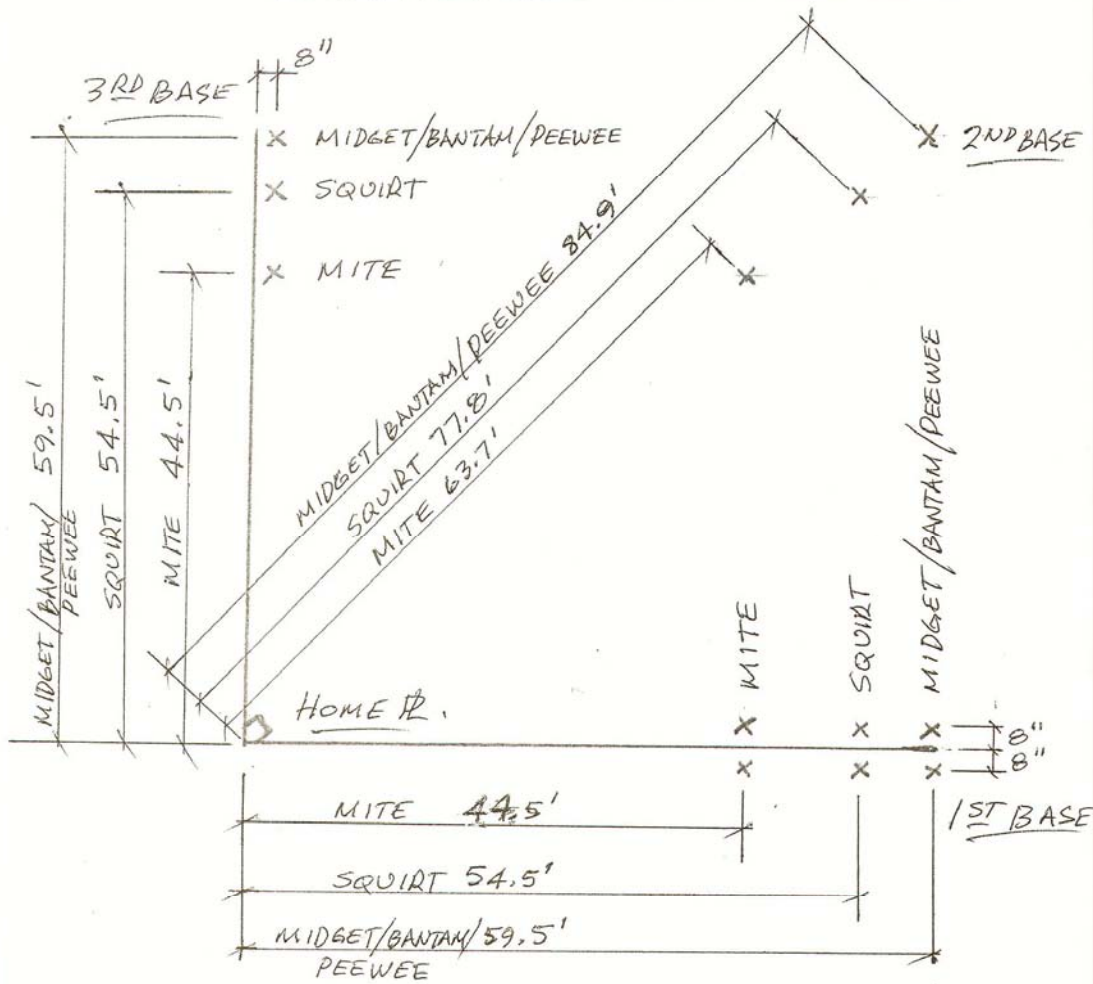 8"
3RD BASE
MIDGET/BANTAM/PEEWEE
2ND BASE
SQUIRT
MITE
MIDGET/BANTAM/PEEWEE 84.9'
SQUIRT 77.8'
MITE 63.7'
MIDGET/BANTAM/ 59.5'
PEEWEE
SQUIRT 54.5'
MITE 44.5'
HOME PL.
MITE
SQUIRT
MIDGET/BANTAM/PEEWEE
8"
8"
1ST BASE
MITE 44.5'
SQUIRT 54.5'
MIDGET/BANTAM/59.5'
PEEWEE